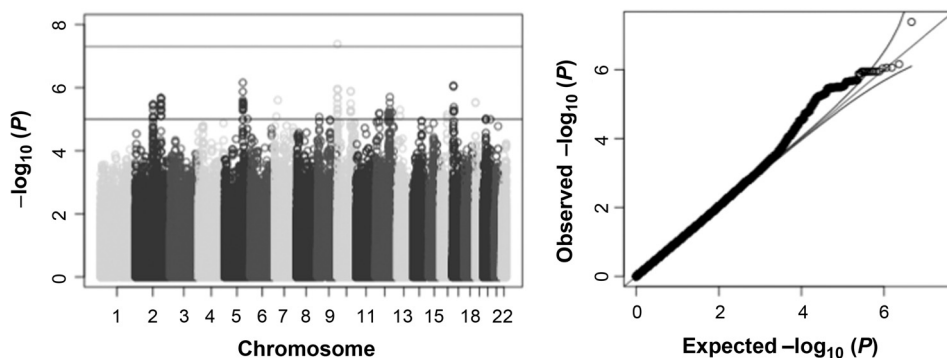 8
6
4
2
0
–log₁₀ (P)
1 2 3 4 5 6 7 8 9 11 13 15 18 22
Chromosome
6
4
2
0
Observed –log₁₀ (P)
0 2 4 6
Expected –log₁₀ (P)